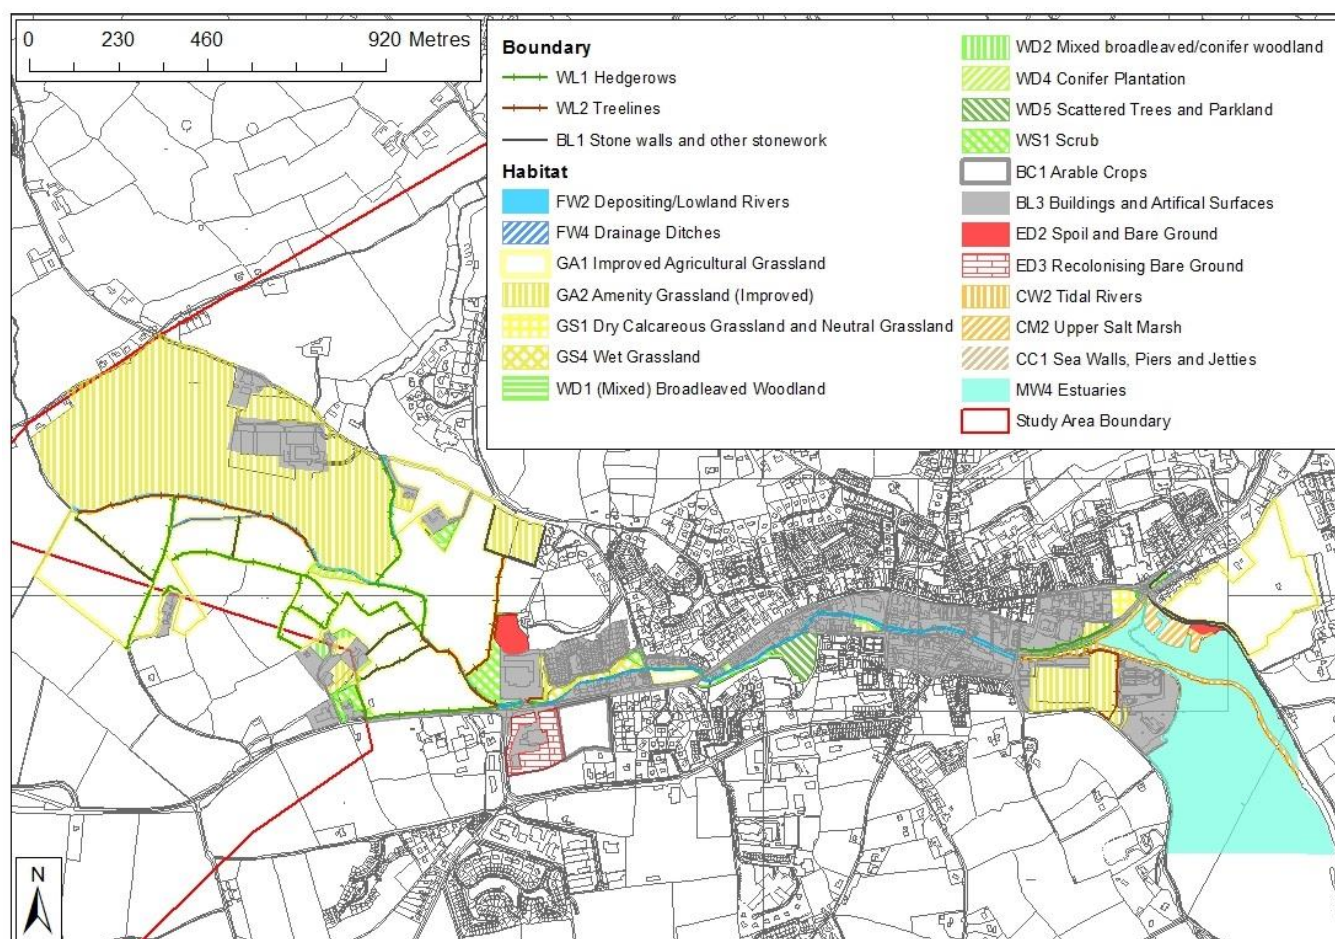 0 230 460 920 Metres
Boundary
WL1 Hedgerows
WL2 Treelines
BL1 Stone walls and other stonework
Habitat
FW2 Depositing/Lowland Rivers
FW4 Drainage Ditches
GA1 Improved Agricultural Grassland
GA2 Amenity Grassland (Improved)
GS1 Dry Calcareous Grassland and Neutral Grassland
GS4 Wet Grassland
WD1 (Mixed) Broadleaved Woodland
WD2 Mixed broadleaved/conifer woodland
WD4 Conifer Plantation
WD5 Scattered Trees and Parkland
WS1 Scrub
BC1 Arable Crops
BL3 Buildings and Artifical Surfaces
ED2 Spoil and Bare Ground
ED3 Recolonising Bare Ground
CW2 Tidal Rivers
CM2 Upper Salt Marsh
CC1 Sea Walls, Piers and Jetties
MW4 Estuaries
Study Area Boundary
N